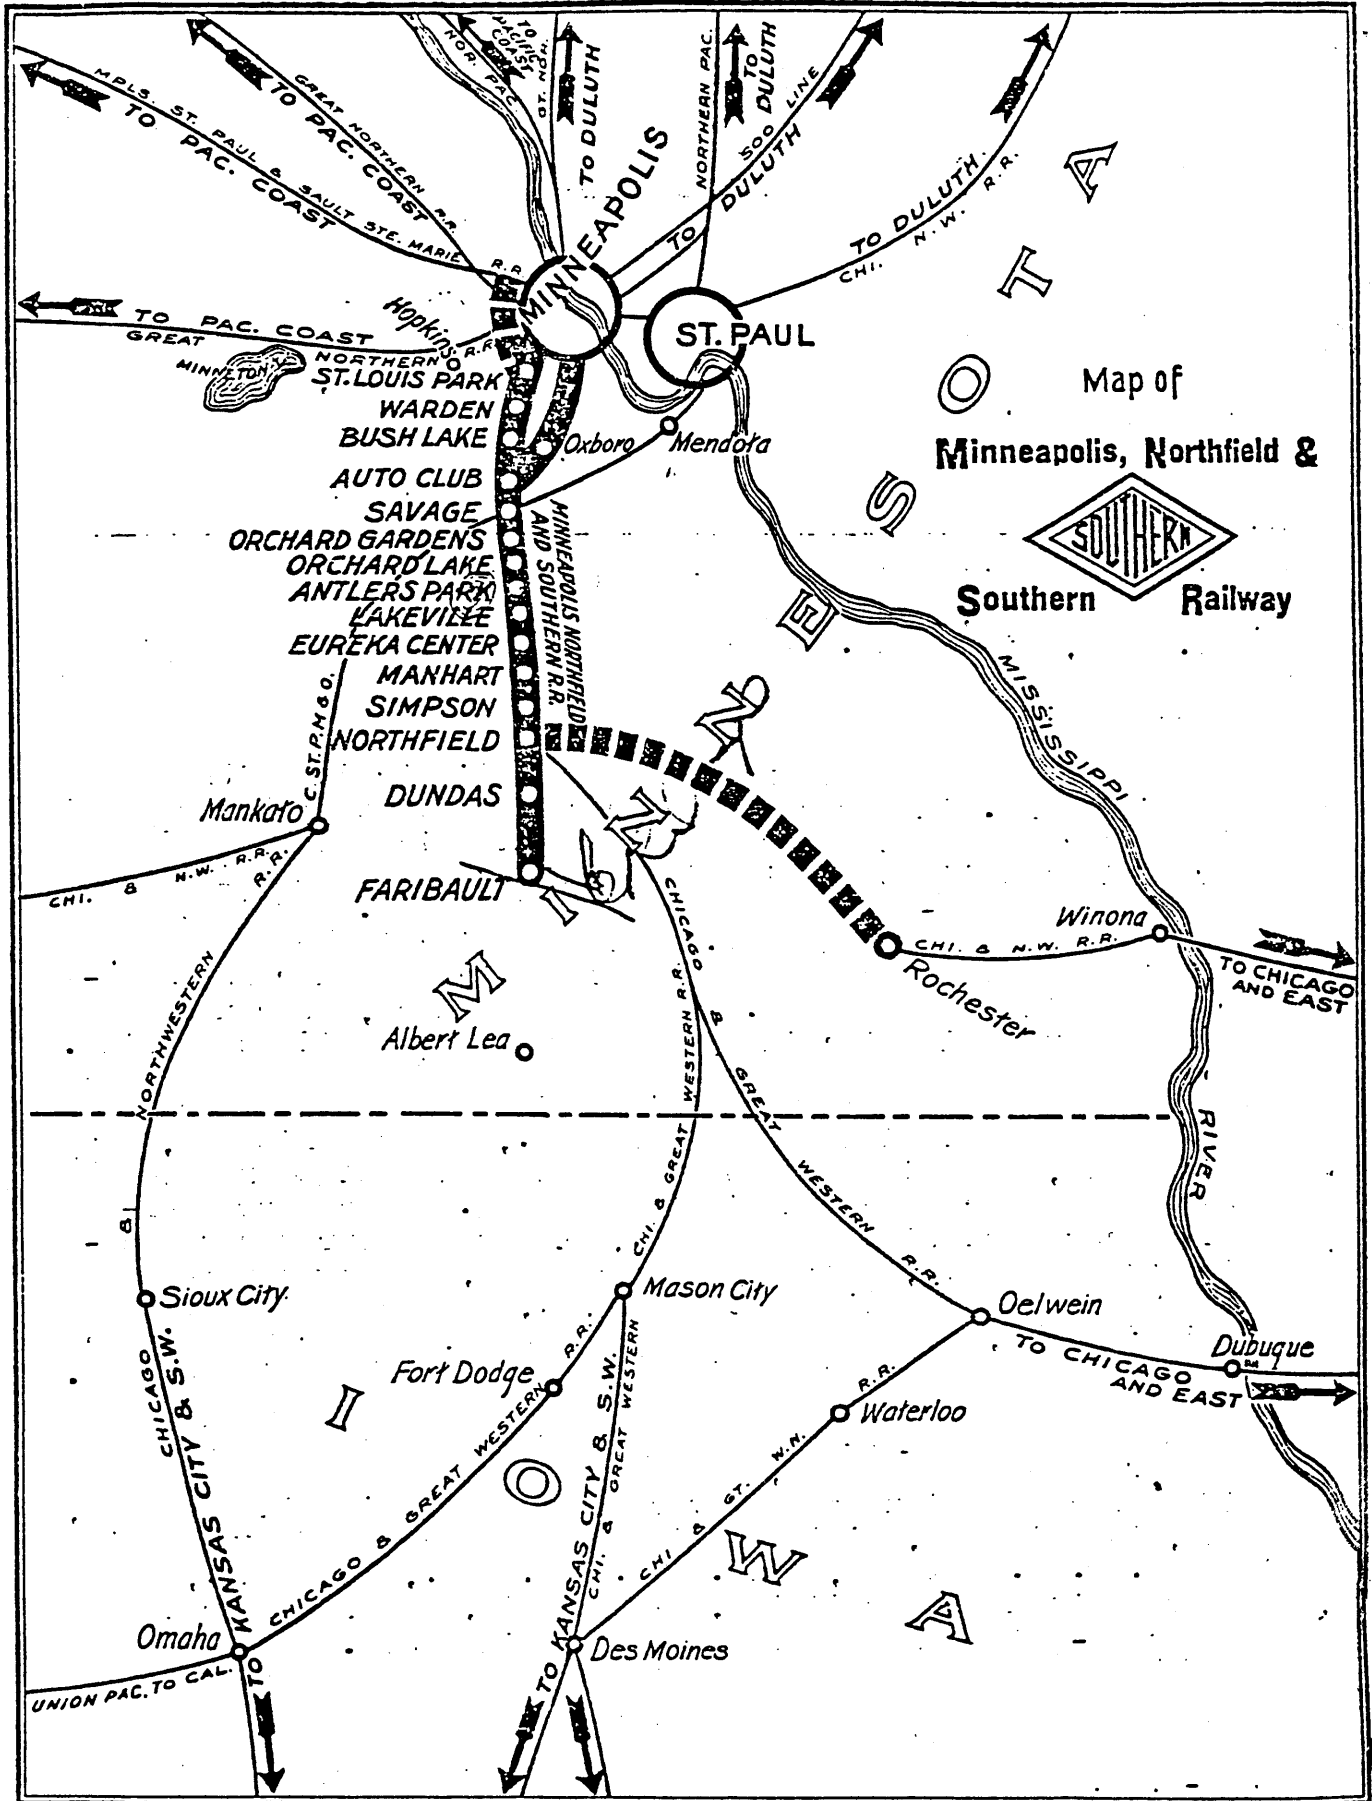 TO PACIFIC COAST
NOR. PAC.
GT. NOR.
TO DULUTH
NORTHERN PAC.
TO DULUTH
SOO LINE
TO DULUTH
TO DULUTH
CHI. N.W. R.R.
GREAT NORTHERN R.R.
TO PAC. COAST
MPLS. ST. PAUL & SAULT STE. MARIE R.R.
TO PAC. COAST
TO PAC. COAST
GREAT NORTHERN R.R.
MINNETON
Hopkins
MINNEAPOLIS
ST. PAUL
ST. LOUIS PARK
WARDEN
BUSH LAKE
Oxboro
Mendota
AUTO CLUB
SAVAGE
ORCHARD GARDENS
ORCHARD LAKE
ANTLERS PARK
LAKEVILLE
EUREKA CENTER
MANHART
SIMPSON
NORTHFIELD
DUNDAS
FARIBAULT
MINNEAPOLIS NORTHFIELD
AND SOUTHERN R.R.
Map of
Minneapolis, Northfield &
SOUTHERN
Southern Railway
MINNESOTA
MISSISSIPPI RIVER
C. ST. P. M. & O.
Mankato
CHI. & N.W. R.R.
CHICAGO & NORTHWESTERN R.R.
Albert Lea
Rochester
CHI. & N.W. R.R.
Winona
TO CHICAGO
AND EAST
CHICAGO & GREAT WESTERN R.R.
CHI. & GREAT WESTERN R.R.
Sioux City
Mason City
Oelwein
Dubuque
TO CHICAGO
AND EAST
Fort Dodge
R.R.
CHICAGO & GREAT WESTERN
Waterloo
CHI. & GT. W.N. R.R.
CHI. & GREAT WESTERN
TO KANSAS CITY & S.W.
TO KANSAS CITY & S.W.
IOWA
Omaha
Des Moines
UNION PAC. TO CAL.